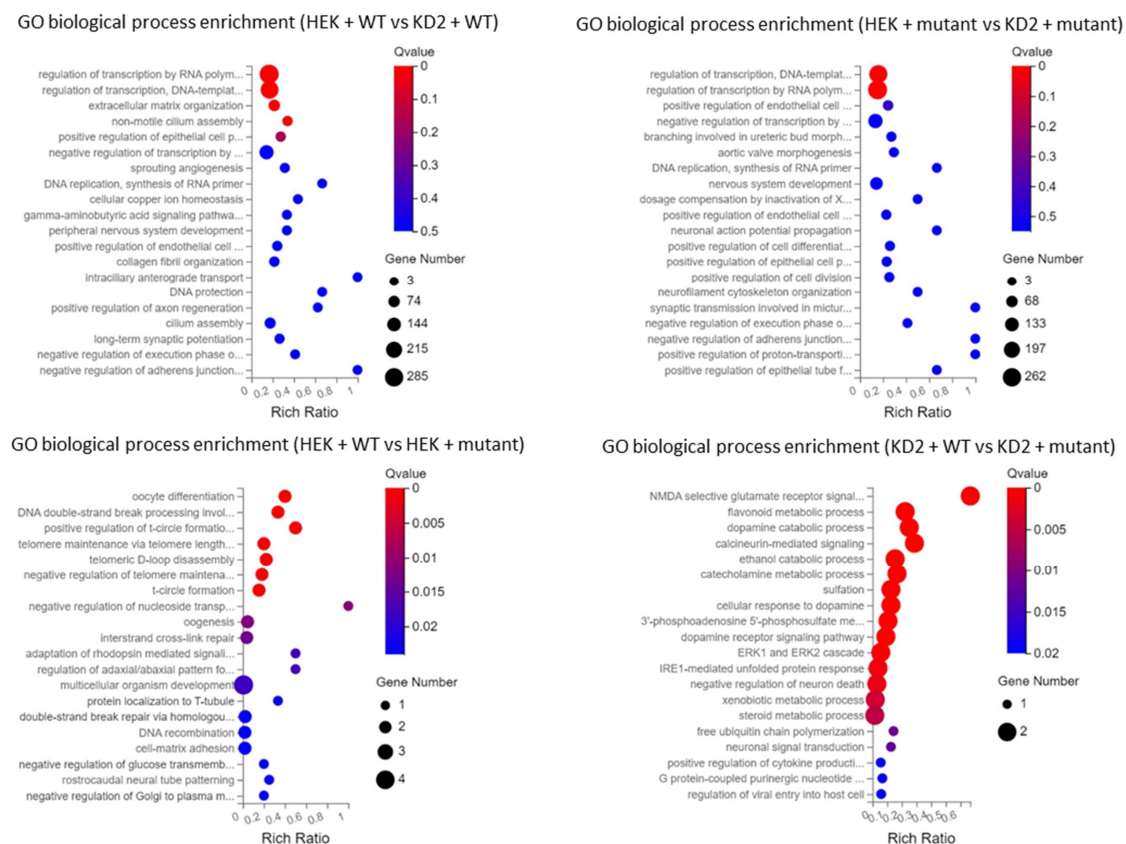 GO biological process enrichment (HEK + WT vs KD2 + WT)
Qvalue
regulation of transcription by RNA polym...
regulation of transcription, DNA-templat...
extracellular matrix organization
non-motile cilium assembly
positive regulation of epithelial cell p...
negative regulation of transcription by ...
sprouting angiogenesis
DNA replication, synthesis of RNA primer
cellular copper ion homeostasis
gamma-aminobutyric acid signaling pathwa...
peripheral nervous system development
positive regulation of endothelial cell ...
collagen fibril organization
intraciliary anterograde transport
DNA protection
positive regulation of axon regeneration
cilium assembly
long-term synaptic potentiation
negative regulation of execution phase o...
negative regulation of adherens junction...
0
0.1
0.2
0.3
0.4
0.5
Gene Number
3
74
144
215
285
0 0.2 0.4 0.6 0.8 1
Rich Ratio
GO biological process enrichment (HEK + mutant vs KD2 + mutant)
Qvalue
regulation of transcription, DNA-templat...
regulation of transcription by RNA polym...
positive regulation of endothelial cell ...
negative regulation of transcription by ...
branching involved in ureteric bud morph...
aortic valve morphogenesis
DNA replication, synthesis of RNA primer
nervous system development
dosage compensation by inactivation of X...
positive regulation of endothelial cell ...
neuronal action potential propagation
positive regulation of cell differentiat...
positive regulation of epithelial cell p...
positive regulation of cell division
neurofilament cytoskeleton organization
synaptic transmission involved in mictur...
negative regulation of execution phase o...
negative regulation of adherens junction...
positive regulation of proton-transporti...
positive regulation of epithelial tube f...
0
0.1
0.2
0.3
0.4
0.5
Gene Number
3
68
133
197
262
0 0.2 0.4 0.6 0.8 1
Rich Ratio
GO biological process enrichment (HEK + WT vs HEK + mutant)
Qvalue
oocyte differentiation
DNA double-strand break processing invol...
positive regulation of t-circle formatio...
telomere maintenance via telomere length...
telomeric D-loop disassembly
negative regulation of telomere maintena...
t-circle formation
negative regulation of nucleoside transp...
oogenesis
interstrand cross-link repair
adaptation of rhodopsin mediated signali...
regulation of adaxial/abaxial pattern fo...
multicellular organism development
protein localization to T-tubule
double-strand break repair via homologou...
DNA recombination
cell-matrix adhesion
negative regulation of glucose transmemb...
rostrocaudal neural tube patterning
negative regulation of Golgi to plasma m...
0
0.005
0.01
0.015
0.02
Gene Number
1
2
3
4
0 0.2 0.4 0.6 0.8 1
Rich Ratio
GO biological process enrichment (KD2 + WT vs KD2 + mutant)
Qvalue
NMDA selective glutamate receptor signal...
flavonoid metabolic process
dopamine catabolic process
calcineurin-mediated signaling
ethanol catabolic process
catecholamine metabolic process
sulfation
cellular response to dopamine
3'-phosphoadenosine 5'-phosphosulfate me...
dopamine receptor signaling pathway
ERK1 and ERK2 cascade
IRE1-mediated unfolded protein response
negative regulation of neuron death
xenobiotic metabolic process
steroid metabolic process
free ubiquitin chain polymerization
neuronal signal transduction
positive regulation of cytokine producti...
G protein-coupled purinergic nucleotide ...
regulation of viral entry into host cell
0
0.005
0.01
0.015
0.02
Gene Number
1
2
0 0.1 0.2 0.3 0.4 0.5 0.6
Rich Ratio